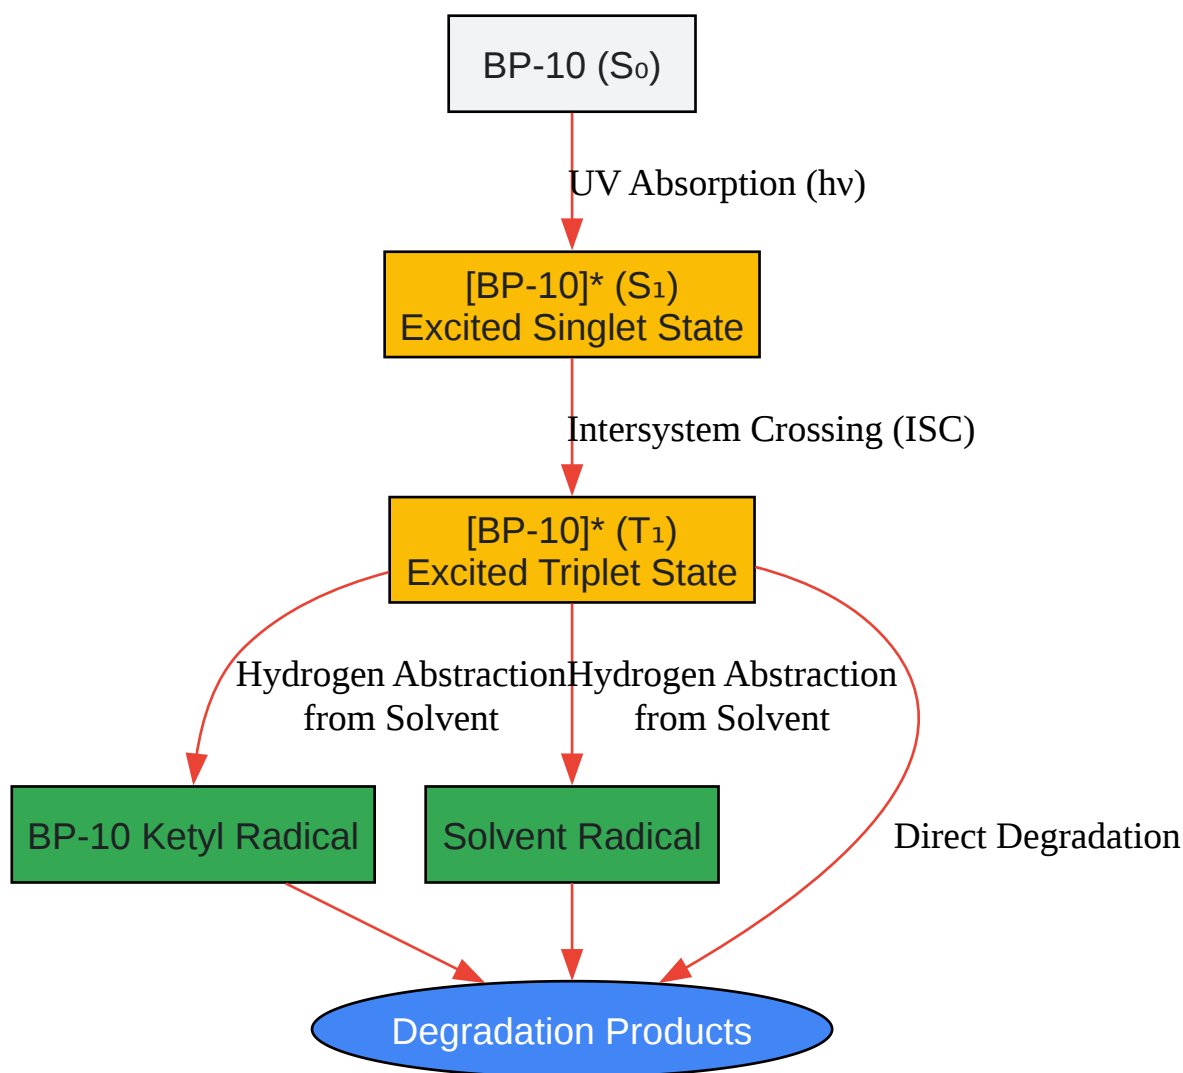 BP-10 (S₀)
UV Absorption (hν)
[BP-10]* (S₁)
Excited Singlet State
Intersystem Crossing (ISC)
[BP-10]* (T₁)
Excited Triplet State
Hydrogen Abstraction
from Solvent
Hydrogen Abstraction
from Solvent
BP-10 Ketyl Radical
Solvent Radical
Direct Degradation
Degradation Products